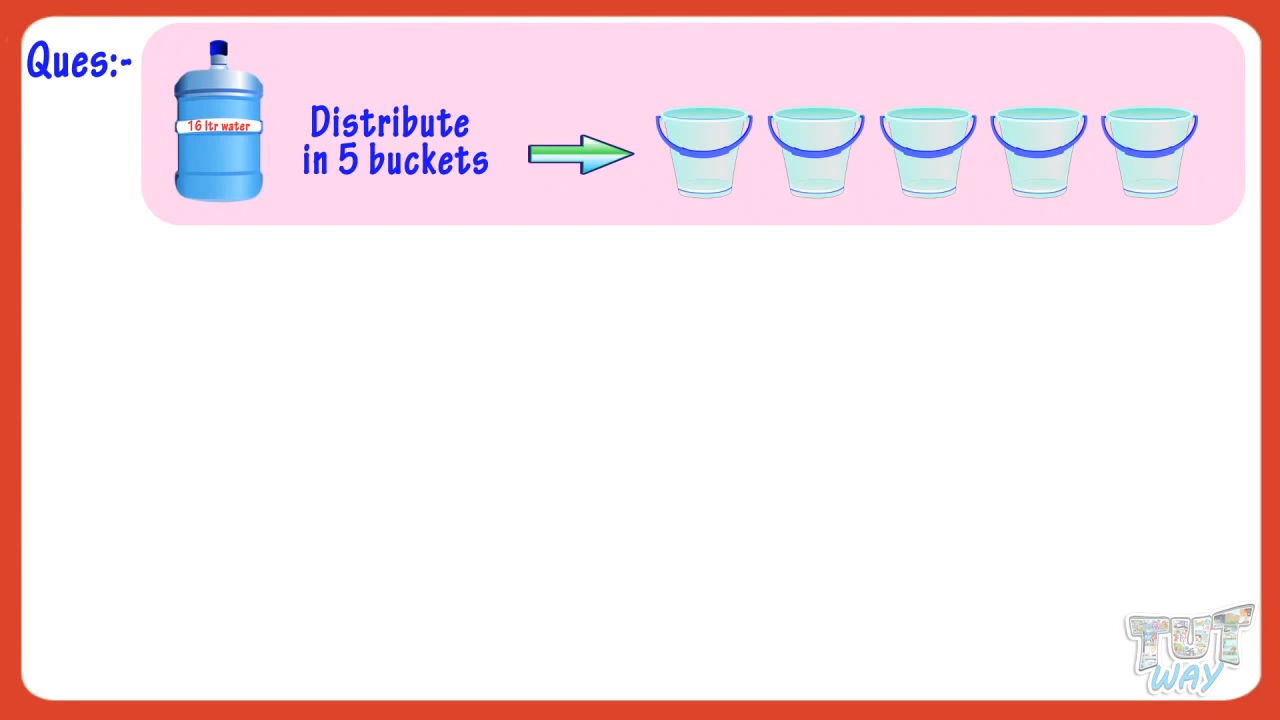 Ques:-
16 ltr water
Distribute
in 5 buckets
TUT
WAY